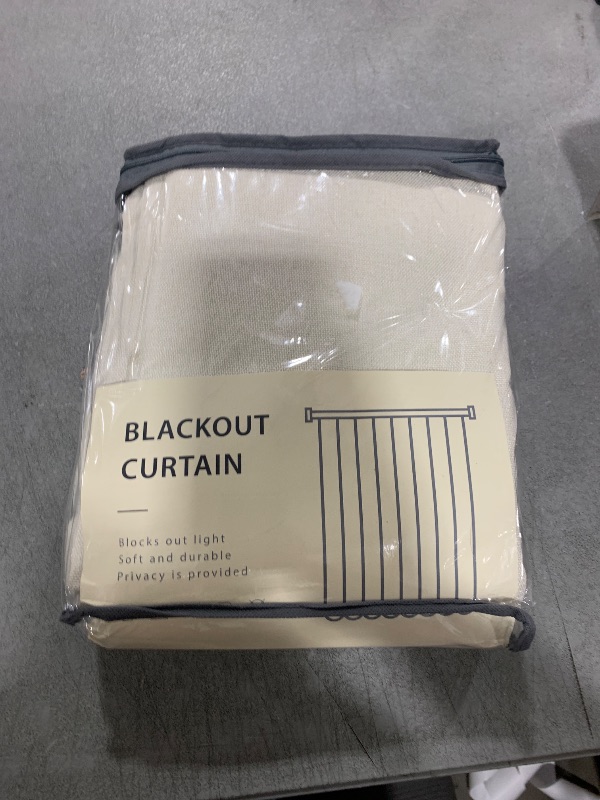 BLACKOUT
CURTAIN
Blocks out light
Soft and durable
Privacy is provided